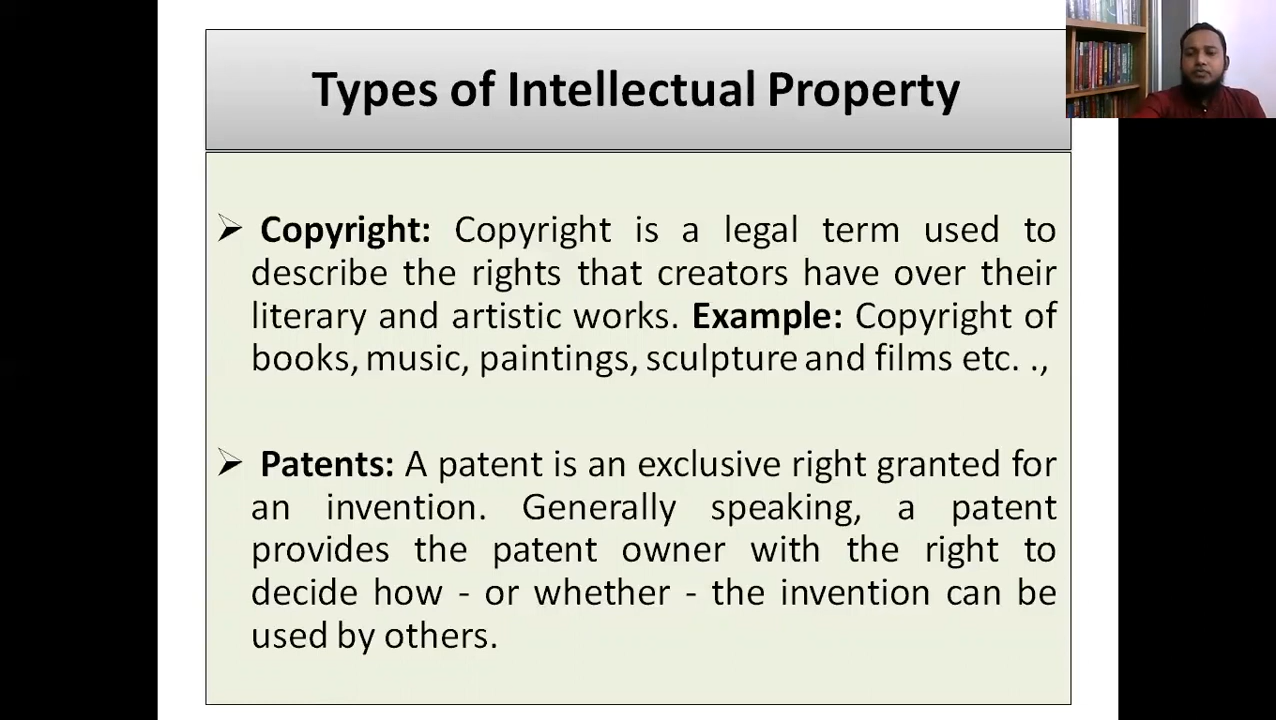 Types of Intellectual Property
➢ Copyright: Copyright is a legal term used to
describe the rights that creators have over their
literary and artistic works. Example: Copyright of
books, music, paintings, sculpture and films etc. .,
➢ Patents: A patent is an exclusive right granted for
an invention. Generally speaking, a patent
provides the patent owner with the right to
decide how - or whether - the invention can be
used by others.